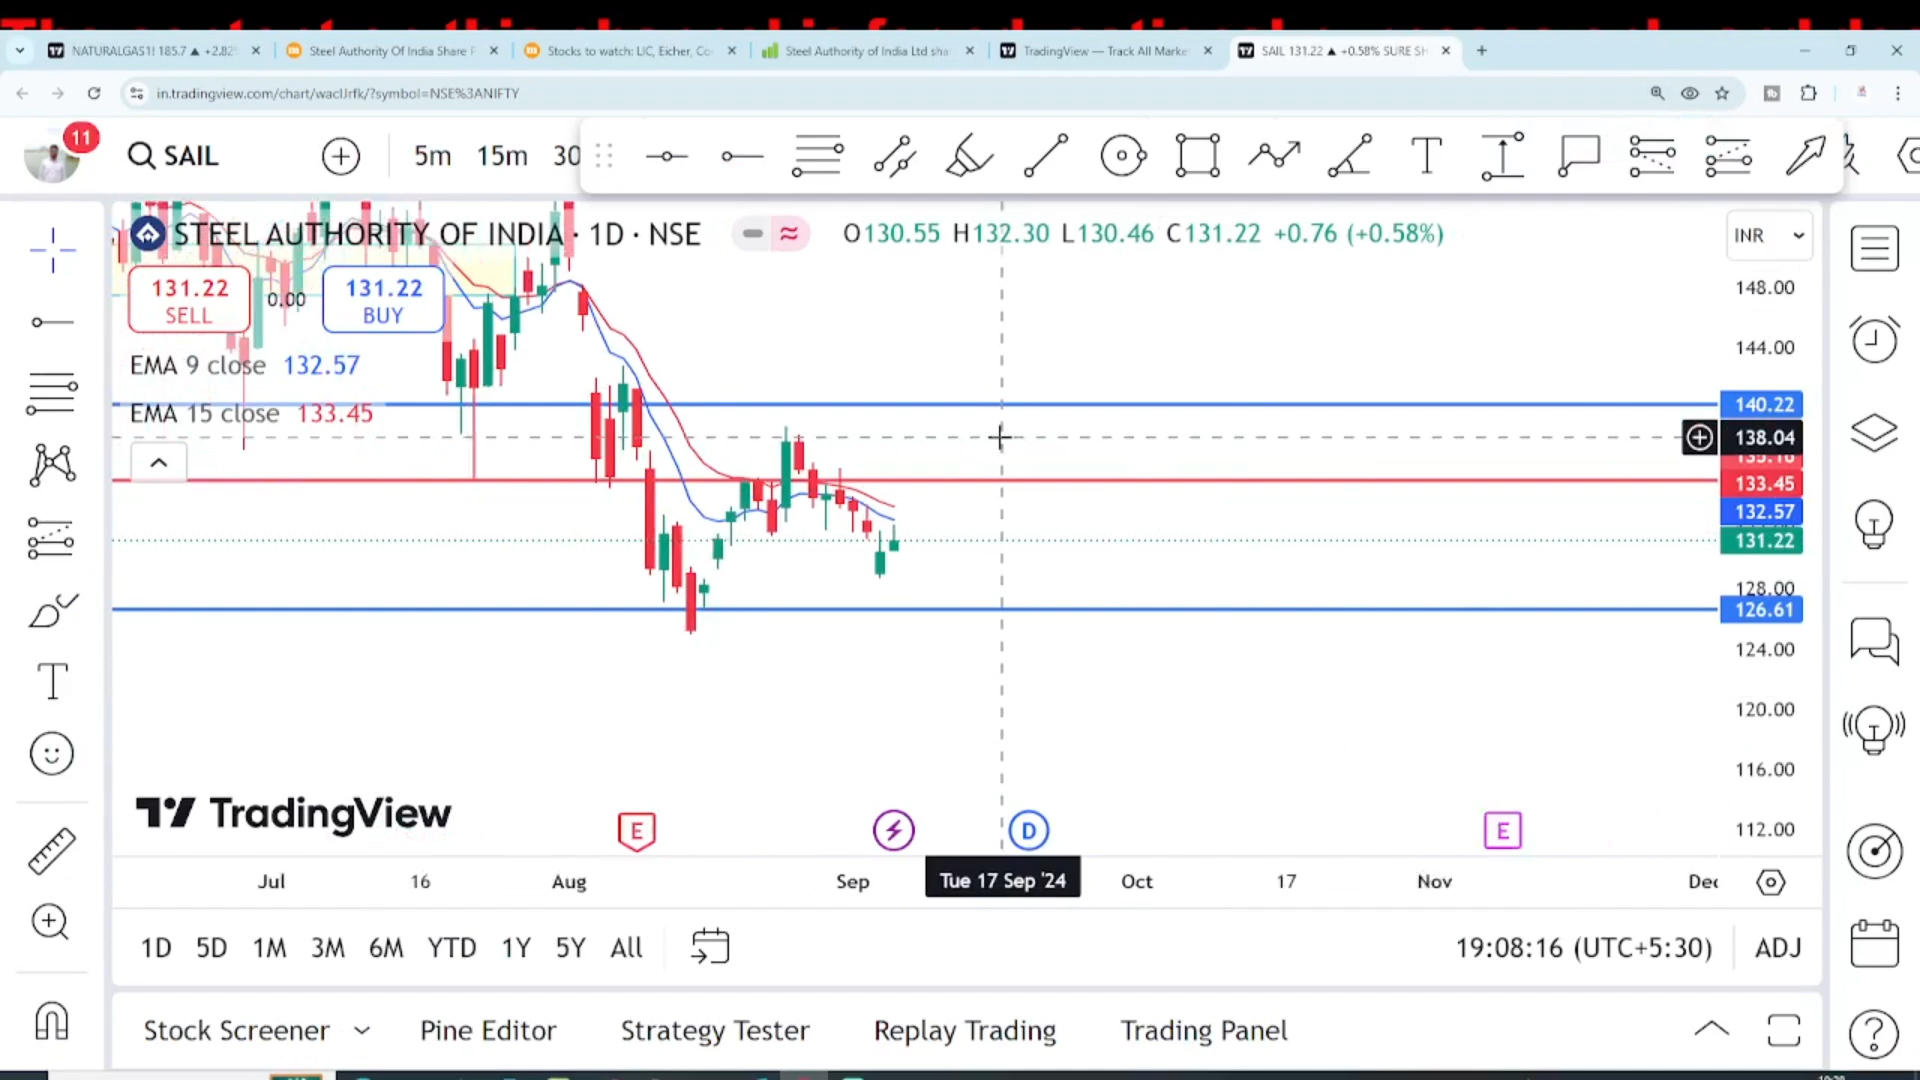 NATURALGAS1! 185.7 ▲ +2.82%
Steel Authority Of India Share P
Stocks to watch: LIC, Eicher, Co
Steel Authority of India Ltd sha
TradingView — Track All Marke
SAIL 131.22 ▲ +0.58% SURE SH
in.tradingview.com/chart/waclJrfk/?symbol=NSE%3ANIFTY
11
SAIL
5m
15m
30
STEEL AUTHORITY OF INDIA · 1D · NSE
O130.55 H132.30 L130.46 C131.22 +0.76 (+0.58%)
INR
131.22
SELL
0.00
131.22
BUY
EMA 9 close 132.57
EMA 15 close 133.45
148.00
144.00
140.22
138.04
133.45
132.57
131.22
128.00
126.61
124.00
120.00
116.00
112.00
TradingView
E
D
E
Jul
16
Aug
Sep
Tue 17 Sep '24
Oct
17
Nov
Dec
1D
5D
1M
3M
6M
YTD
1Y
5Y
All
19:08:16 (UTC+5:30)
ADJ
Stock Screener
Pine Editor
Strategy Tester
Replay Trading
Trading Panel